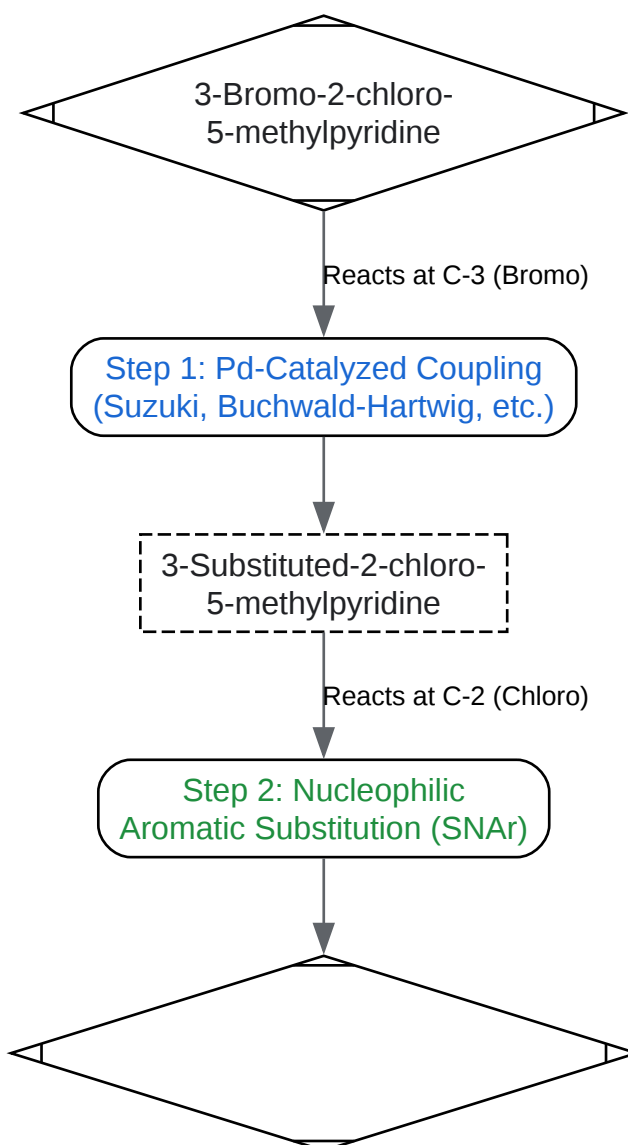 3-Bromo-2-chloro-
5-methylpyridine
Reacts at C-3 (Bromo)
Step 1: Pd-Catalyzed Coupling
(Suzuki, Buchwald-Hartwig, etc.)
3-Substituted-2-chloro-
5-methylpyridine
Reacts at C-2 (Chloro)
Step 2: Nucleophilic
Aromatic Substitution (SNAr)